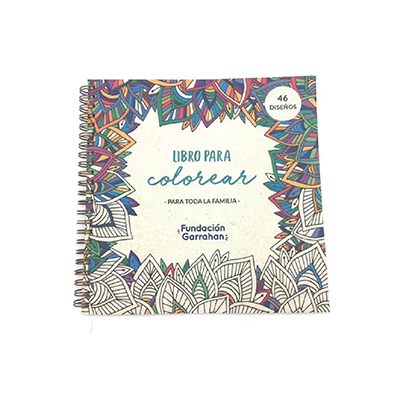 46
DISEÑOS
LIBRO PARA
colorear
- PARA TODA LA FAMILIA -
Fundación
Garrahan